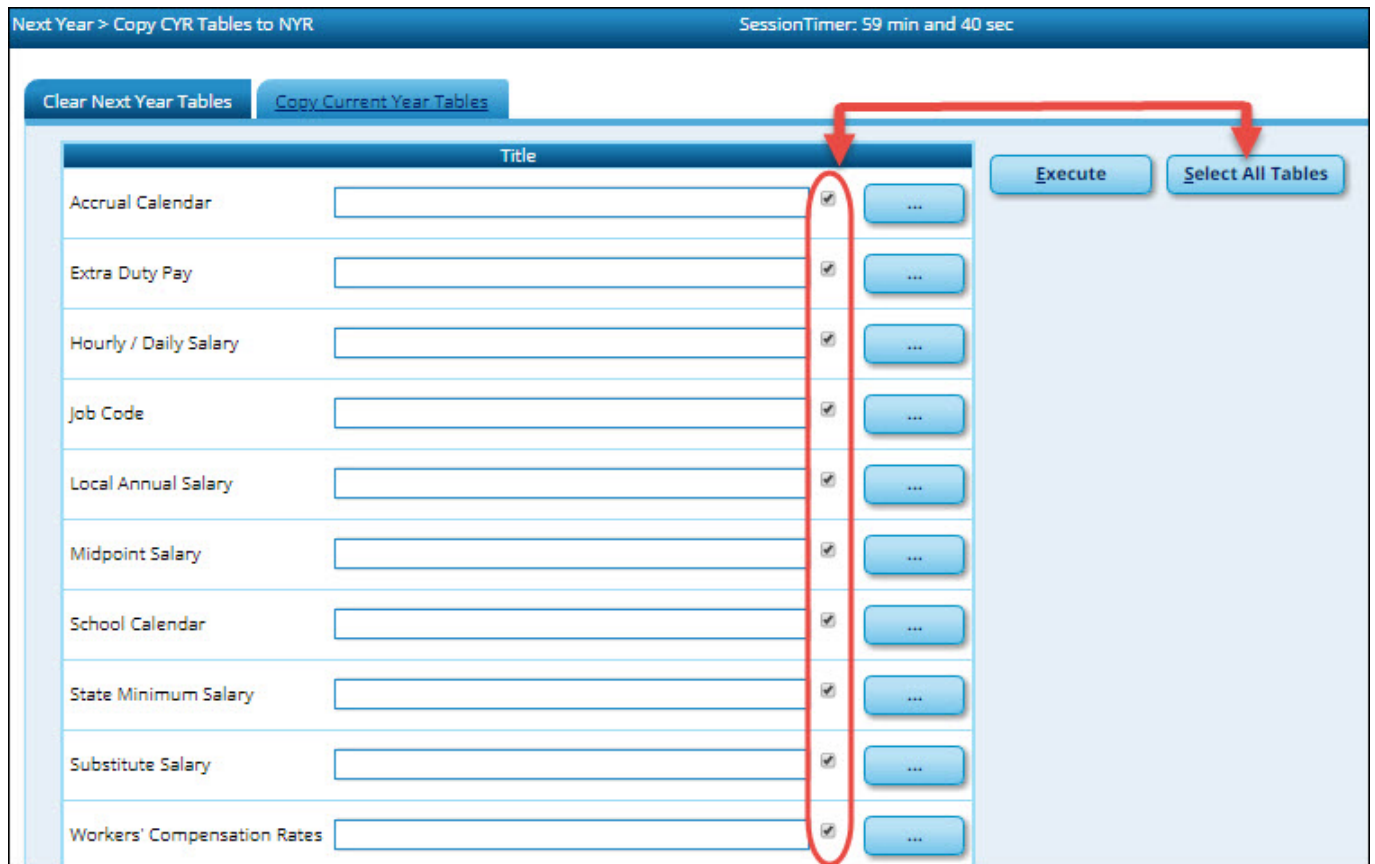 Next Year > Copy CYR Tables to NYR SessionTimer: 59 min and 40 sec
Clear Next Year Tables Copy Current Year Tables
Title
Execute Select All Tables
Accrual Calendar ...
Extra Duty Pay ...
Hourly / Daily Salary ...
Job Code ...
Local Annual Salary ...
Midpoint Salary ...
School Calendar ...
State Minimum Salary ...
Substitute Salary ...
Workers' Compensation Rates ...